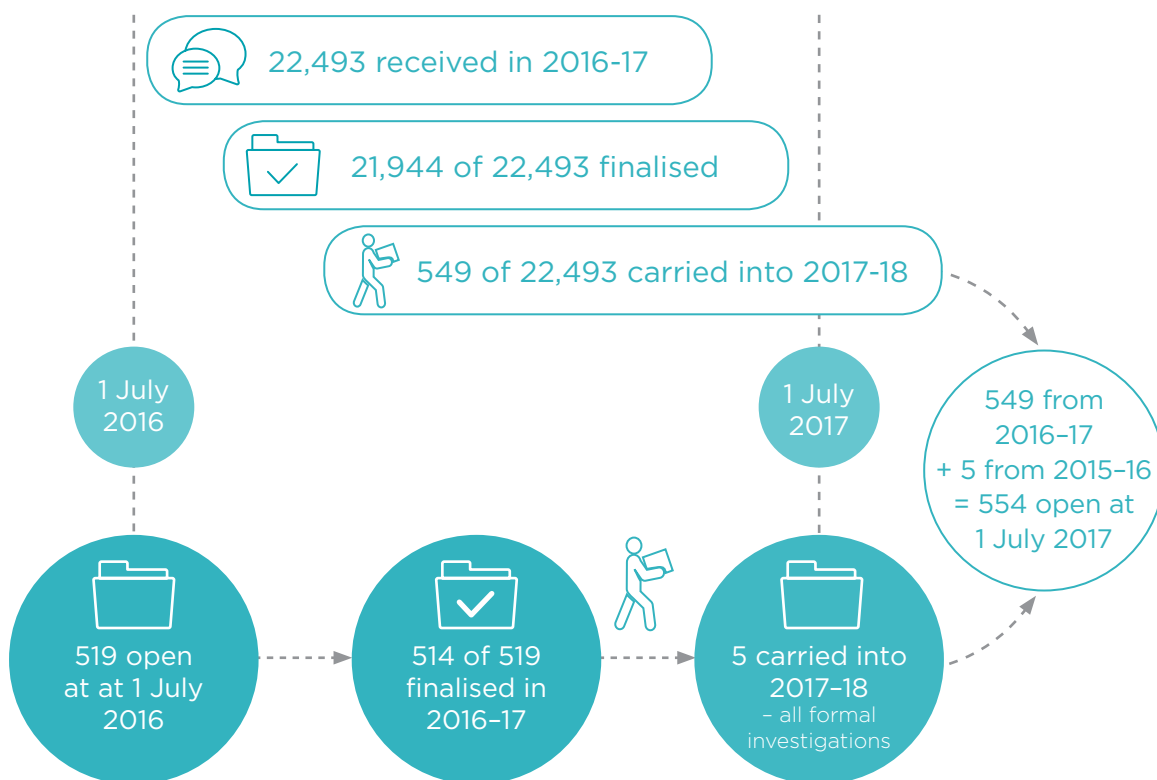 22,493 received in 2016-17
21,944 of 22,493 finalised
549 of 22,493 carried into 2017-18
1 July
2016
1 July
2017
549 from
2016–17
+ 5 from 2015–16
= 554 open at
1 July 2017
519 open
at at 1 July
2016
514 of 519
finalised in
2016–17
5 carried into
2017–18
– all formal
investigations